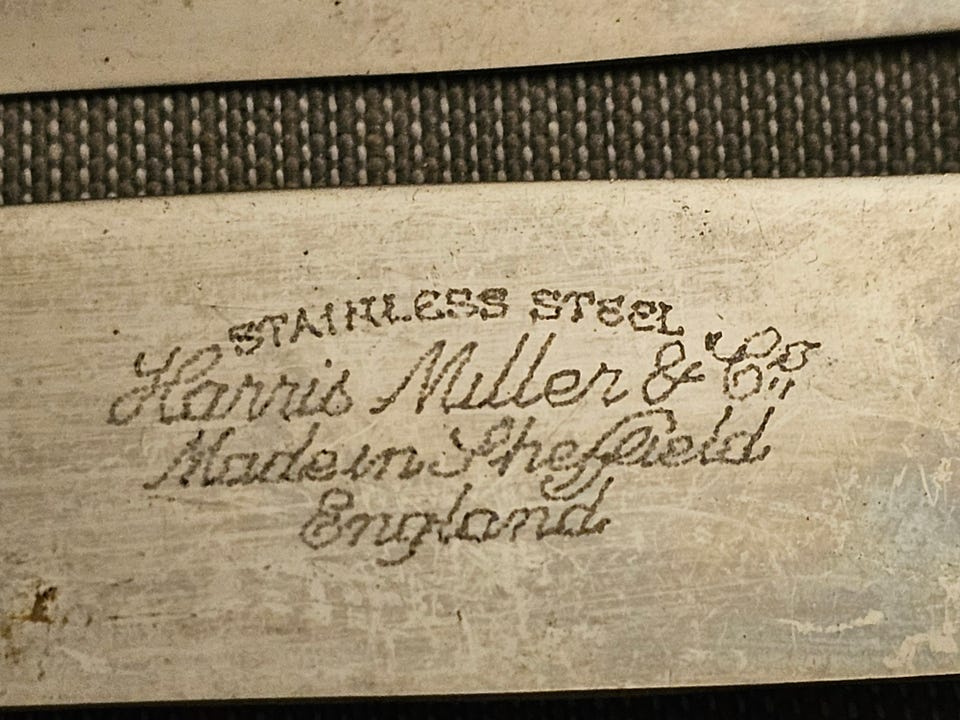 STAINLESS STEEL
Harris Miller & Co
Made in Sheffield
England